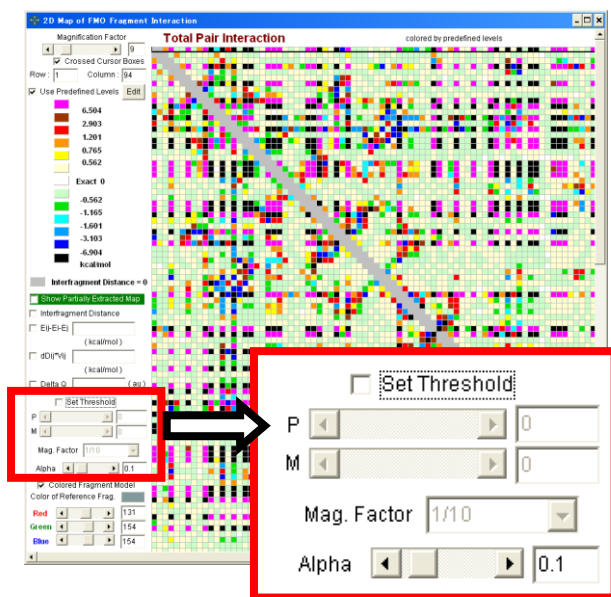 2D Map of FMO Fragment Interaction
Magnification Factor
9
Crossed Cursor Boxes
Row : 1 Column : 94
Use Predefined Levels Edit
6.504
2.903
1.201
0.765
0.562
Exact 0
-0.562
-1.165
-1.601
-3.103
-6.904
kcal/mol
Interfragment Distance = 0
Show Partially Extracted Map
Interfragment Distance
Eij-Ei-Ej
(kcal/mol)
dDij*Vij
(kcal/mol)
Delta Q (au)
Set Threshold
P 0
M 0
Mag. Factor 1/10
Alpha 0.1
Colored Fragment Model
Color of Reference Frag.
Red 131
Green 154
Blue 154
Total Pair Interaction
colored by predefined levels
Set Threshold
P 0
M 0
Mag. Factor 1/10
Alpha 0.1